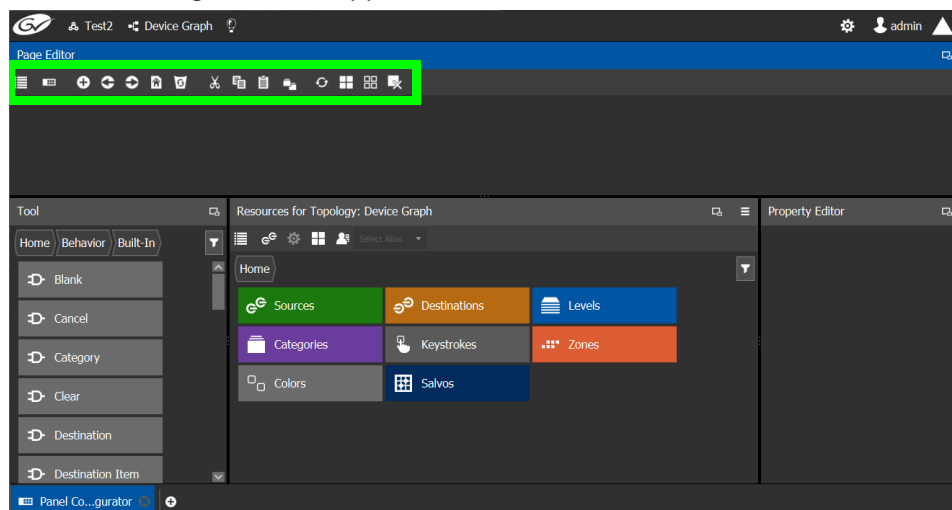 Test2 Device Graph admin
Page Editor
Tool
Resources for Topology: Device Graph
Property Editor
Home Behavior Built-In
Select Alias
Blank
Home
Cancel
Sources Destinations Levels
Category
Categories Keystrokes Zones
Clear
Colors Salvos
Destination
Destination Item
Panel Co...gurator